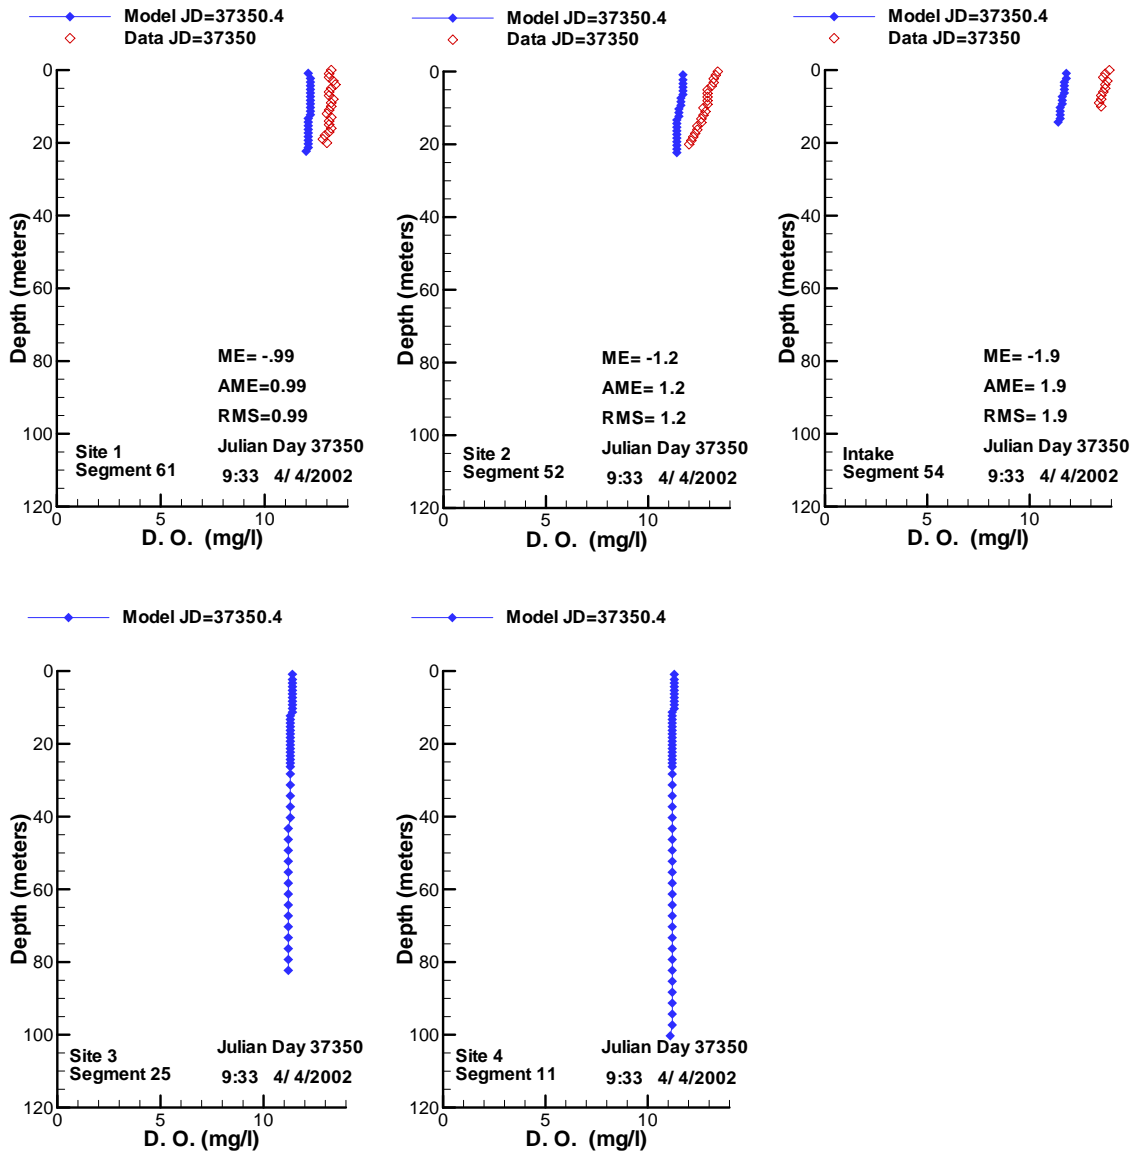 Model JD=37350.4
Data JD=37350
0
20
40
60
80
100
120
Depth (meters)
ME= -.99
AME=0.99
RMS=0.99
Julian Day 37350
9:33 4/ 4/2002
Site 1
Segment 61
0 5 10
D. O. (mg/l)
Model JD=37350.4
Data JD=37350
0
20
40
60
80
100
120
Depth (meters)
ME= -1.2
AME= 1.2
RMS= 1.2
Julian Day 37350
9:33 4/ 4/2002
Site 2
Segment 52
0 5 10
D. O. (mg/l)
Model JD=37350.4
Data JD=37350
0
20
40
60
80
100
120
Depth (meters)
ME= -1.9
AME= 1.9
RMS= 1.9
Julian Day 37350
9:33 4/ 4/2002
Intake
Segment 54
0 5 10
D. O. (mg/l)
Model JD=37350.4
0
20
40
60
80
100
120
Depth (meters)
Julian Day 37350
9:33 4/ 4/2002
Site 3
Segment 25
0 5 10
D. O. (mg/l)
Model JD=37350.4
0
20
40
60
80
100
120
Depth (meters)
Julian Day 37350
9:33 4/ 4/2002
Site 4
Segment 11
0 5 10
D. O. (mg/l)